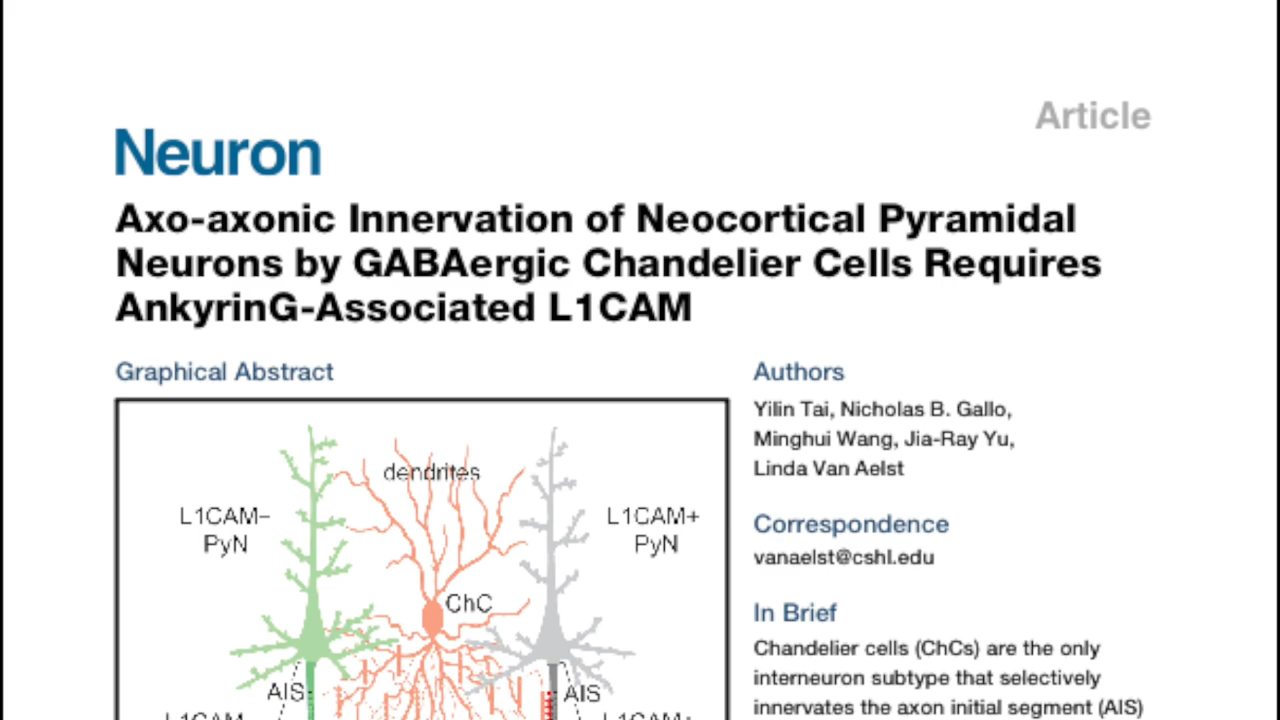 Article
Neuron
Axo-axonic Innervation of Neocortical Pyramidal
Neurons by GABAergic Chandelier Cells Requires
AnkyrinG-Associated L1CAM
Graphical Abstract
dendrites
L1CAM–
PyN
L1CAM+
PyN
ChC
AIS
AIS
L1CAM–
L1CAM+
Authors
Yilin Tai, Nicholas B. Gallo,
Minghui Wang, Jia-Ray Yu,
Linda Van Aelst
Correspondence
vanaelst@cshl.edu
In Brief
Chandelier cells (ChCs) are the only
interneuron subtype that selectively
innervates the axon initial segment (AIS)